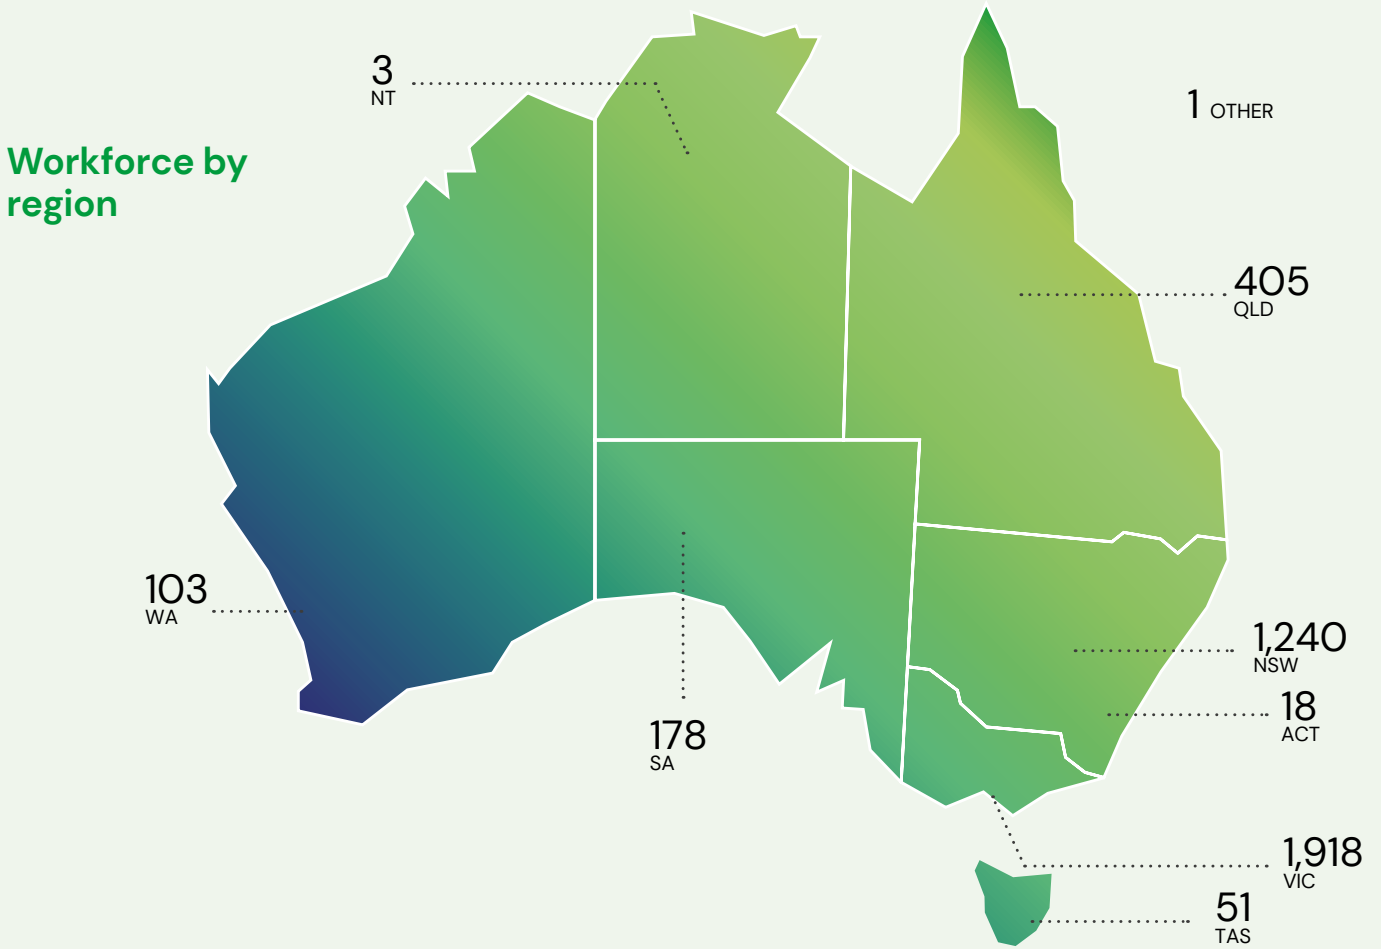 Workforce by
region
3
NT
1 OTHER
405
QLD
103
WA
1,240
NSW
18
ACT
178
SA
1,918
VIC
51
TAS